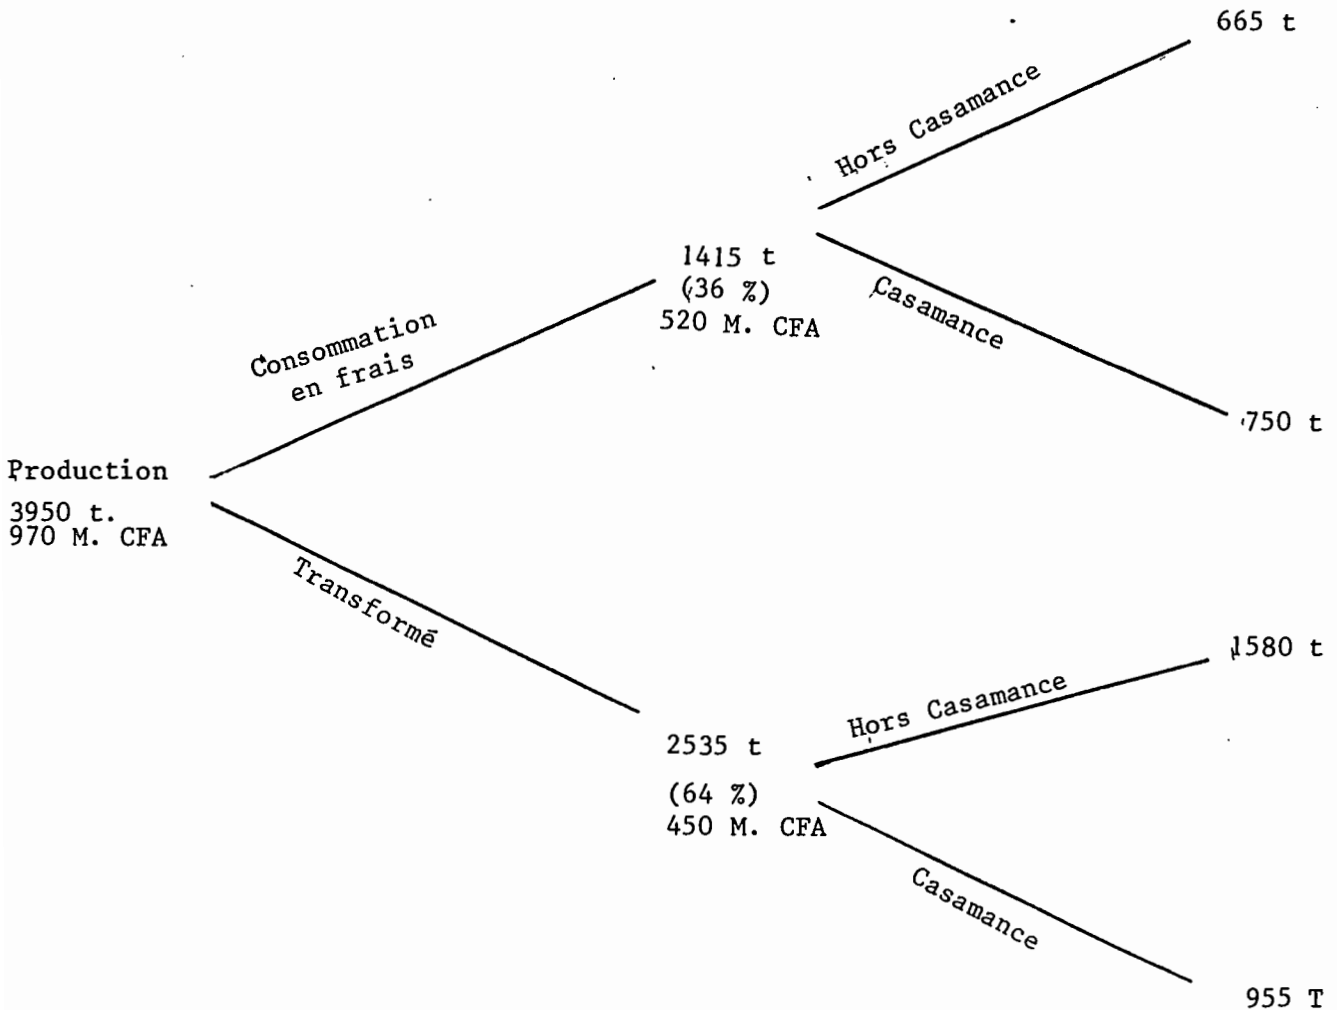 665 t
Hors Casamance
1415 t
(36 %)
520 M. CFA
Casamance
750 t
Consommation
en frais
Production
3950 t.
970 M. CFA
Transformé
1580 t
Hors Casamance
2535 t
(64 %)
450 M. CFA
Casamance
955 T